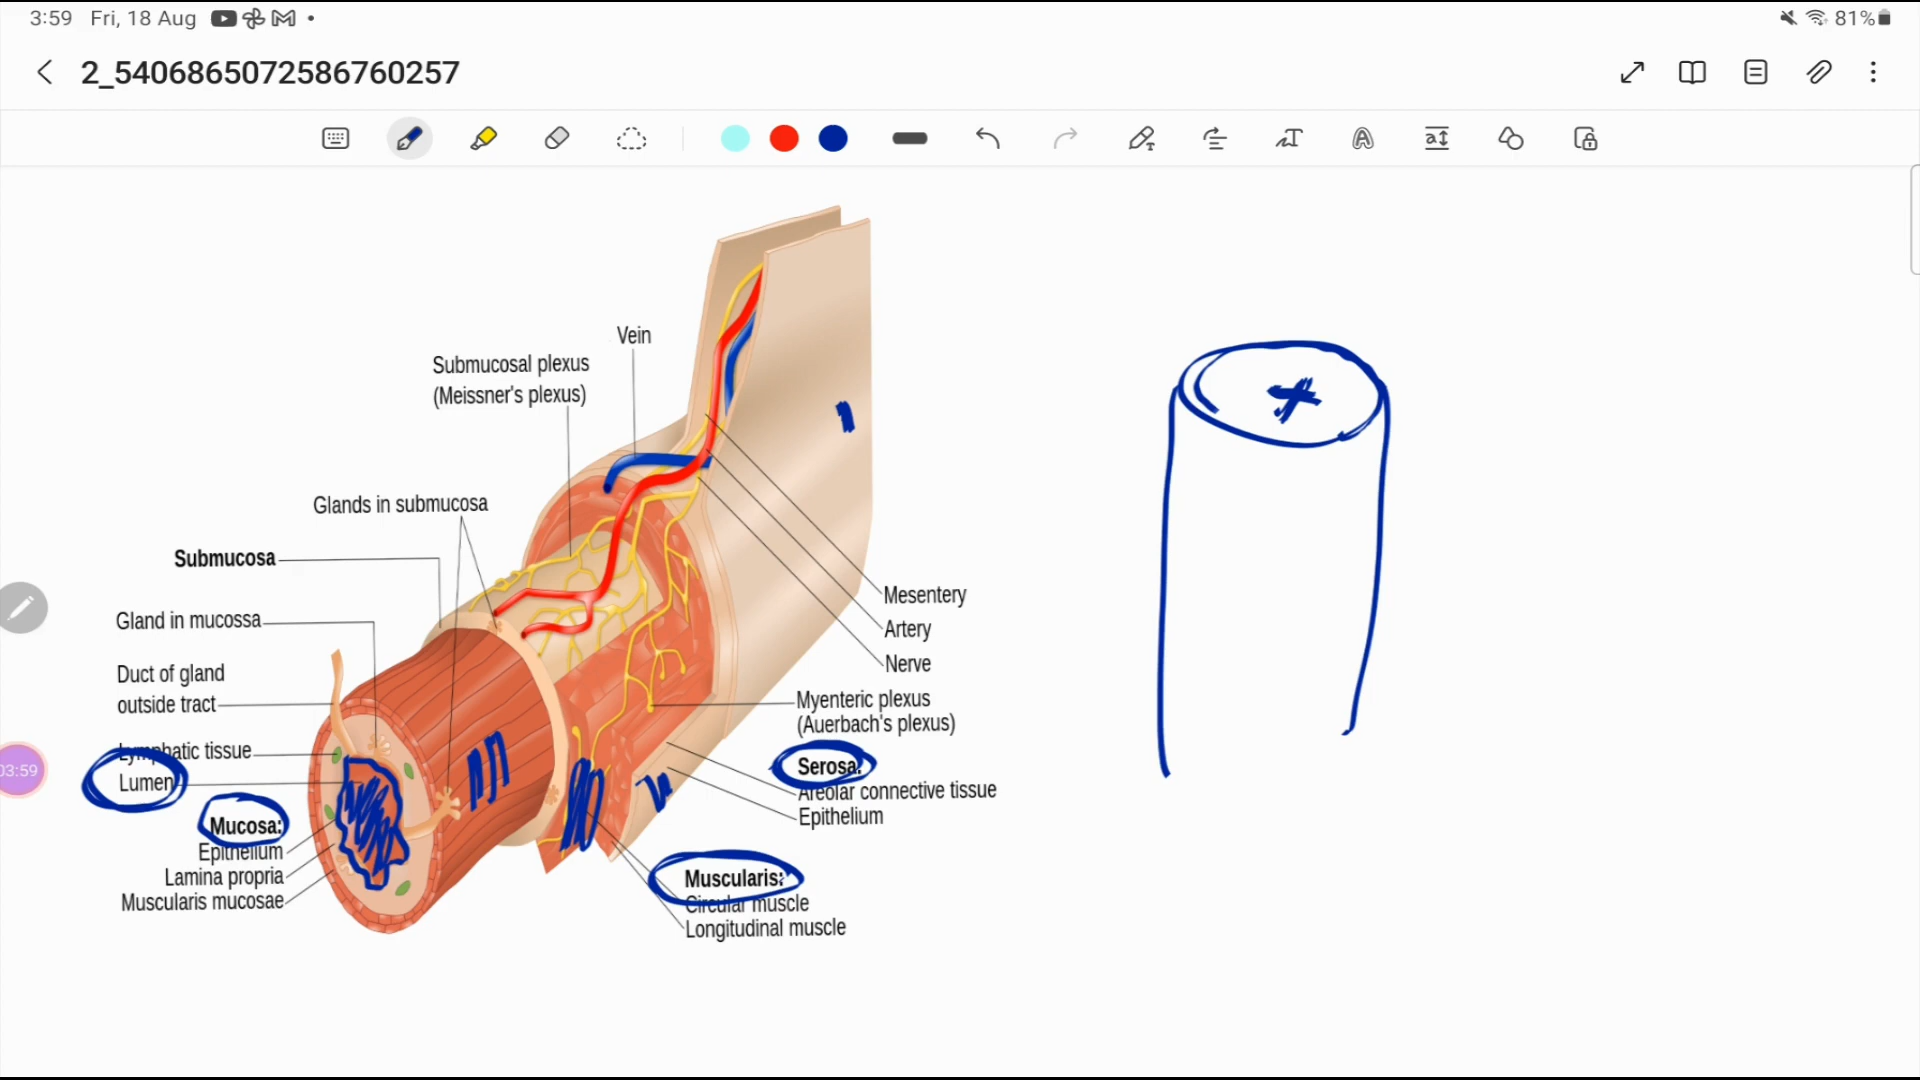 3:59 Fri, 18 Aug
81%
2_5406865072586760257
Vein
Submucosal plexus
(Meissner's plexus)
Glands in submucosa
Submucosa
Gland in mucossa
Duct of gland
outside tract
Lymphatic tissue
Lumen
Mucosa:
Epithelium
Lamina propria
Muscularis mucosae
Mesentery
Artery
Nerve
Myenteric plexus
(Auerbach's plexus)
Serosa:
Areolar connective tissue
Epithelium
Muscularis:
Circular muscle
Longitudinal muscle
03:59